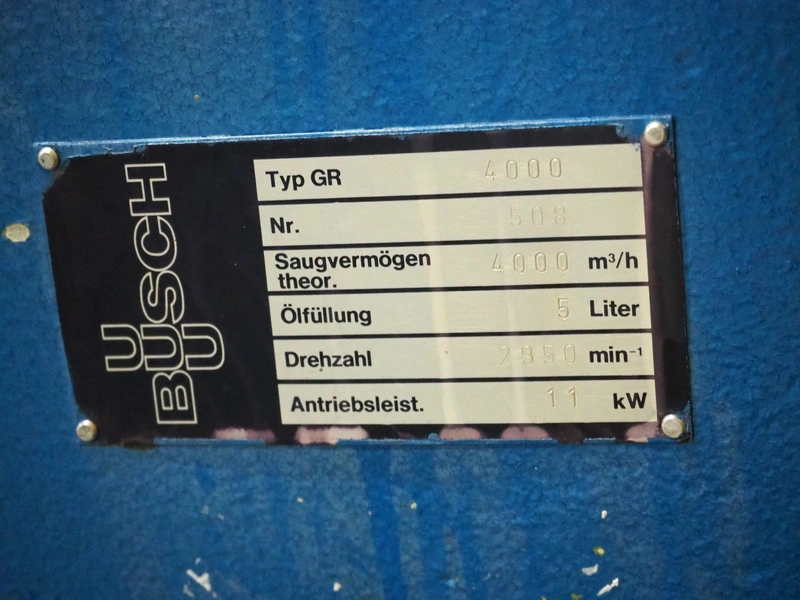 BUSCH
U U
Typ GR 4000
Nr. 508
Saugvermögen
theor. 4000 m³/h
Ölfüllung 5 Liter
Drehzahl 2950 min⁻¹
Antriebsleist. 11 kW